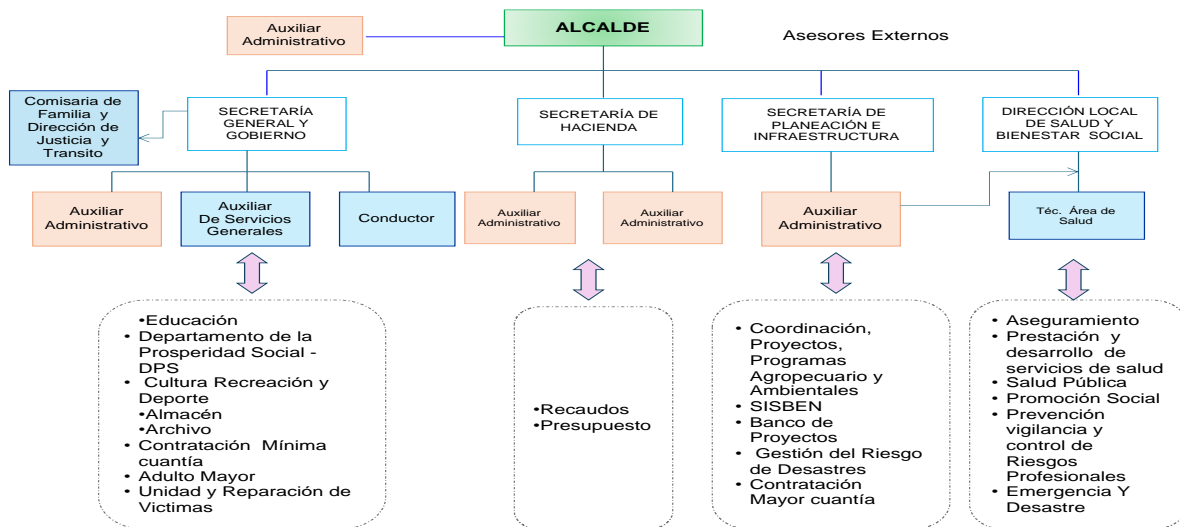 Auxiliar
Administrativo
ALCALDE
Asesores Externos
Comisaria de
Familia y
Dirección de
Justicia y
Transito
SECRETARÍA
GENERAL Y
GOBIERNO
SECRETARÍA DE
HACIENDA
SECRETARÍA DE
PLANEACIÓN E
INFRAESTRUCTURA
DIRECCIÓN LOCAL
DE SALUD Y
BIENESTAR SOCIAL
Auxiliar
Administrativo
Auxiliar
De Servicios
Generales
Conductor
Auxiliar
Administrativo
Auxiliar
Administrativo
Auxiliar
Administrativo
Téc. Área de
Salud
•Educación
• Departamento de la
Prosperidad Social -
DPS
• Cultura Recreación y
Deporte
•Almacén
•Archivo
• Contratación Mínima
cuantía
• Adulto Mayor
• Unidad y Reparación de
Victimas
•Recaudos
•Presupuesto
• Coordinación,
Proyectos,
Programas
Agropecuario y
Ambientales
• SISBEN
• Banco de
Proyectos
• Gestión del Riesgo
de Desastres
• Contratación
Mayor cuantía
• Aseguramiento
• Prestación y
desarrollo de
servicios de salud
• Salud Pública
• Promoción Social
• Prevención
vigilancia y
control de
Riesgos
Profesionales
• Emergencia Y
Desastre